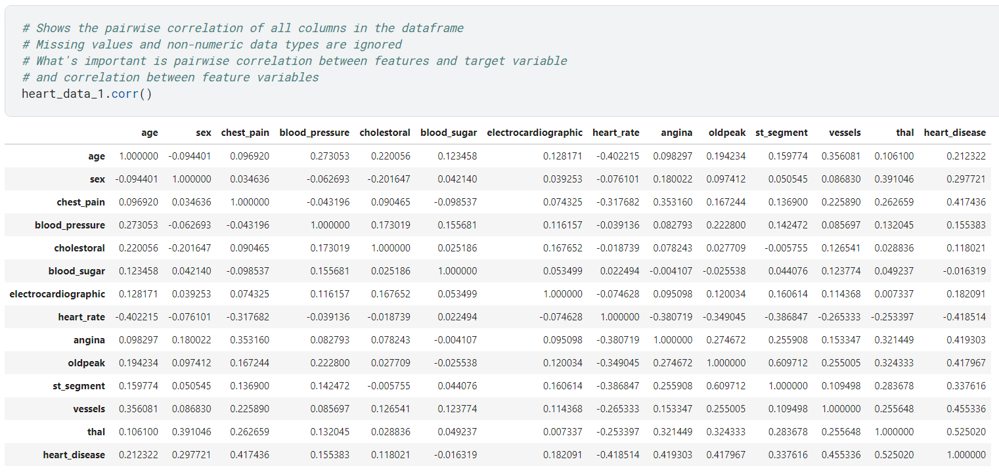 # Shows the pairwise correlation of all columns in the dataframe
# Missing values and non-numeric data types are ignored
# What's important is pairwise correlation between features and target variable
# and correlation between feature variables
heart_data_1.corr()
age sex chest_pain blood_pressure cholestoral blood_sugar electrocardiographic heart_rate angina oldpeak st_segment vessels thal heart_disease
age 1.000000 -0.094401 0.096920 0.273053 0.220056 0.123458 0.128171 -0.402215 0.098297 0.194234 0.159774 0.356081 0.106100 0.212322
sex -0.094401 1.000000 0.034636 -0.062693 -0.201647 0.042140 0.039253 -0.076101 0.180022 0.097412 0.050545 0.086830 0.391046 0.297721
chest_pain 0.096920 0.034636 1.000000 -0.043196 0.090465 -0.098537 0.074325 -0.317682 0.353160 0.167244 0.136900 0.225890 0.262659 0.417436
blood_pressure 0.273053 -0.062693 -0.043196 1.000000 0.173019 0.155681 0.116157 -0.039136 0.082793 0.222800 0.142472 0.085697 0.132045 0.155383
cholestoral 0.220056 -0.201647 0.090465 0.173019 1.000000 0.025186 0.167652 -0.018739 0.078243 0.027709 -0.005755 0.126541 0.028836 0.118021
blood_sugar 0.123458 0.042140 -0.098537 0.155681 0.025186 1.000000 0.053499 0.022494 -0.004107 -0.025538 0.044076 0.123774 0.049237 -0.016319
electrocardiographic 0.128171 0.039253 0.074325 0.116157 0.167652 0.053499 1.000000 -0.074628 0.095098 0.120034 0.160614 0.114368 0.007337 0.182091
heart_rate -0.402215 -0.076101 -0.317682 -0.039136 -0.018739 0.022494 -0.074628 1.000000 -0.380719 -0.349045 -0.386847 -0.265333 -0.253397 -0.418514
angina 0.098297 0.180022 0.353160 0.082793 0.078243 -0.004107 0.095098 -0.380719 1.000000 0.274672 0.255908 0.153347 0.321449 0.419303
oldpeak 0.194234 0.097412 0.167244 0.222800 0.027709 -0.025538 0.120034 -0.349045 0.274672 1.000000 0.609712 0.255005 0.324333 0.417967
st_segment 0.159774 0.050545 0.136900 0.142472 -0.005755 0.044076 0.160614 -0.386847 0.255908 0.609712 1.000000 0.109498 0.283678 0.337616
vessels 0.356081 0.086830 0.225890 0.085697 0.126541 0.123774 0.114368 -0.265333 0.153347 0.255005 0.109498 1.000000 0.255648 0.455336
thal 0.106100 0.391046 0.262659 0.132045 0.028836 0.049237 0.007337 -0.253397 0.321449 0.324333 0.283678 0.255648 1.000000 0.525020
heart_disease 0.212322 0.297721 0.417436 0.155383 0.118021 -0.016319 0.182091 -0.418514 0.419303 0.417967 0.337616 0.455336 0.525020 1.000000